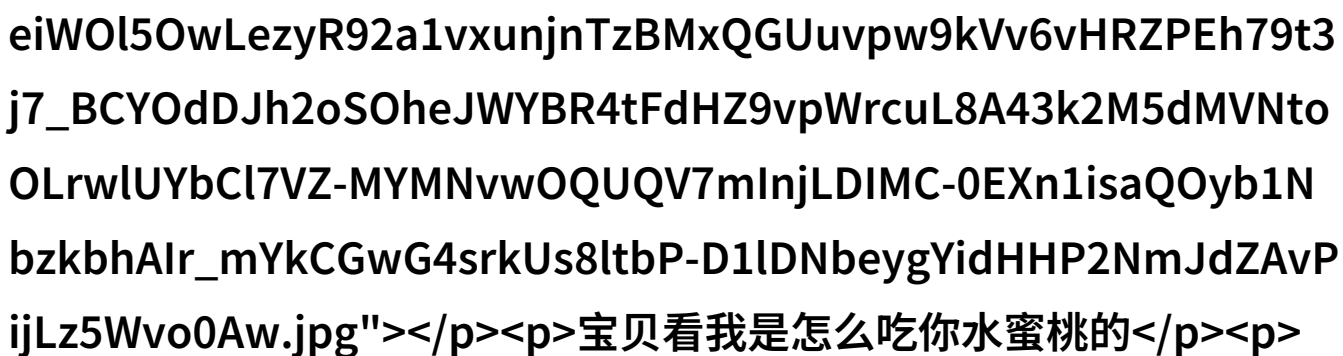 eiWOl5OwLezyR92a1vxunjnTzBMxQGUuvpw9kVv6vHRZPEh79t3
j7_BCYOdDJh2oSOheJWYBR4tFdHZ9vpWrcuL8A43k2M5dMVNto
OLrwlUYbCl7VZ-MYMNvwOQUQV7mInjLDIMC-0EXn1isaQOyb1N
bzkbhAIr_mYkCGwG4srkUs8ltbP-D1lDNbeygYidHHP2NmJdZAvP
ijLz5Wvo0Aw.jpg"></p><p>宝贝看我是怎么吃你水蜜桃的</p><p>